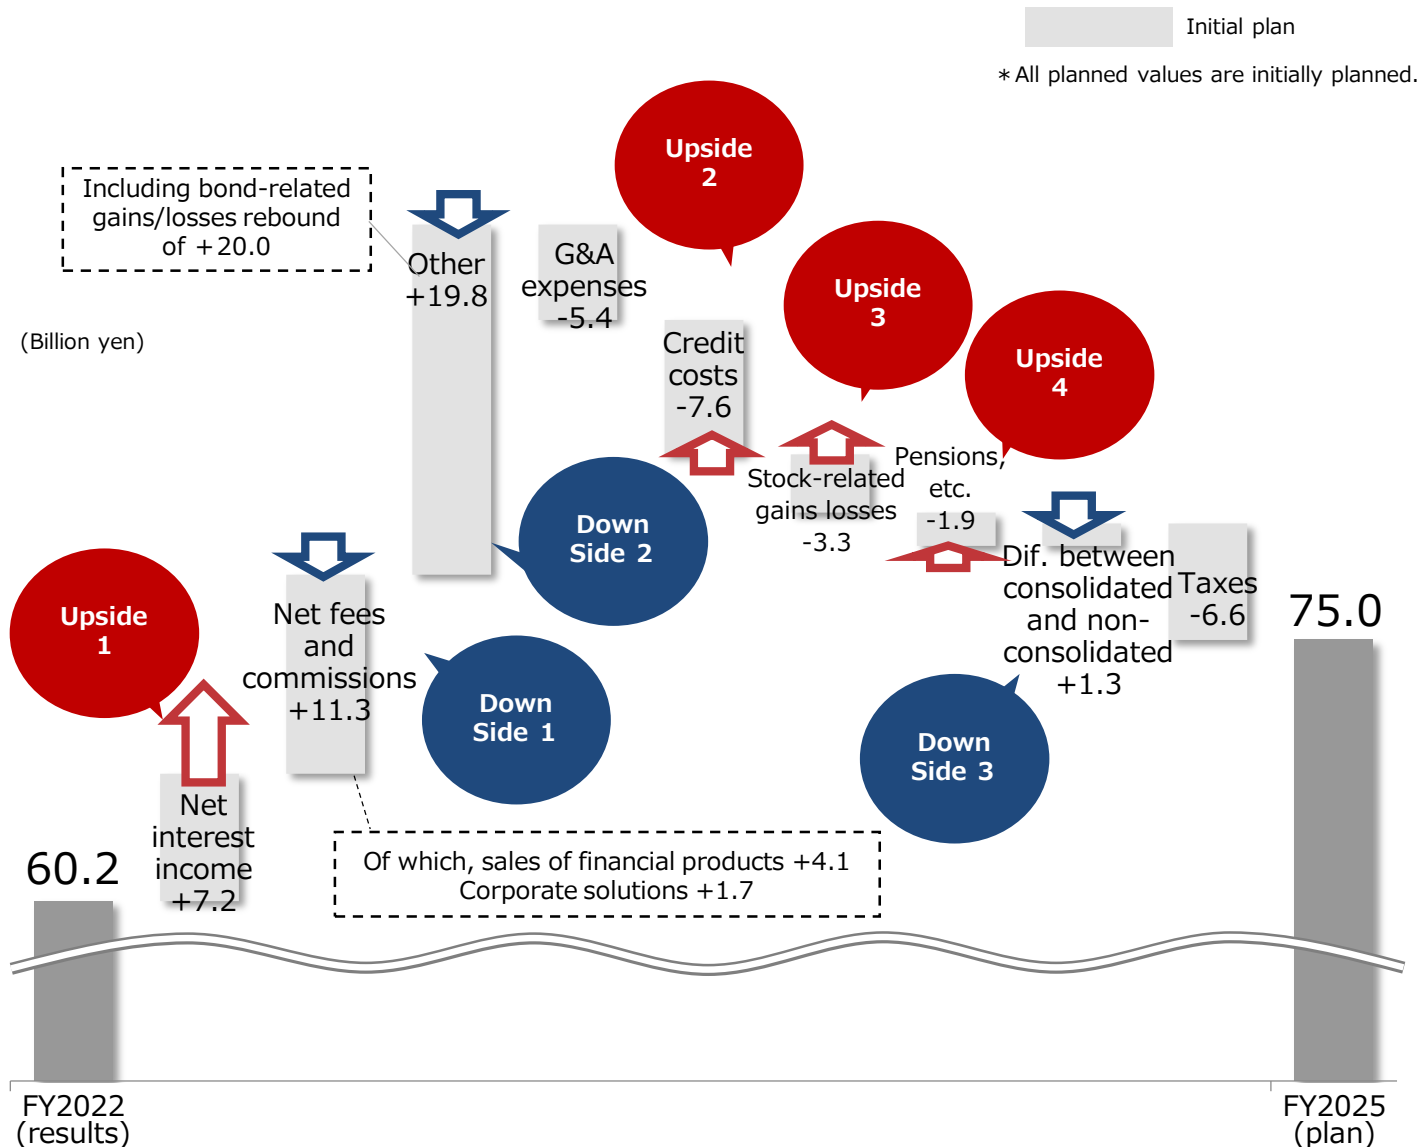 Initial plan
*All planned values are initially planned.
Upside
2
Including bond-related
gains/losses rebound
of +20.0
Other
+19.8
G&A
expenses
-5.4
Upside
3
(Billion yen)
Credit
costs
-7.6
Upside
4
Stock-related
gains losses
-3.3
Pensions,
etc.
-1.9
Down
Side 2
Dif. between
consolidated
and non-
consolidated
+1.3
Taxes
-6.6
75.0
Upside
1
Net fees
and
commissions
+11.3
Down
Side 1
Down
Side 3
Net
interest
income
+7.2
60.2
Of which, sales of financial products +4.1
Corporate solutions +1.7
FY2022
(results)
FY2025
(plan)